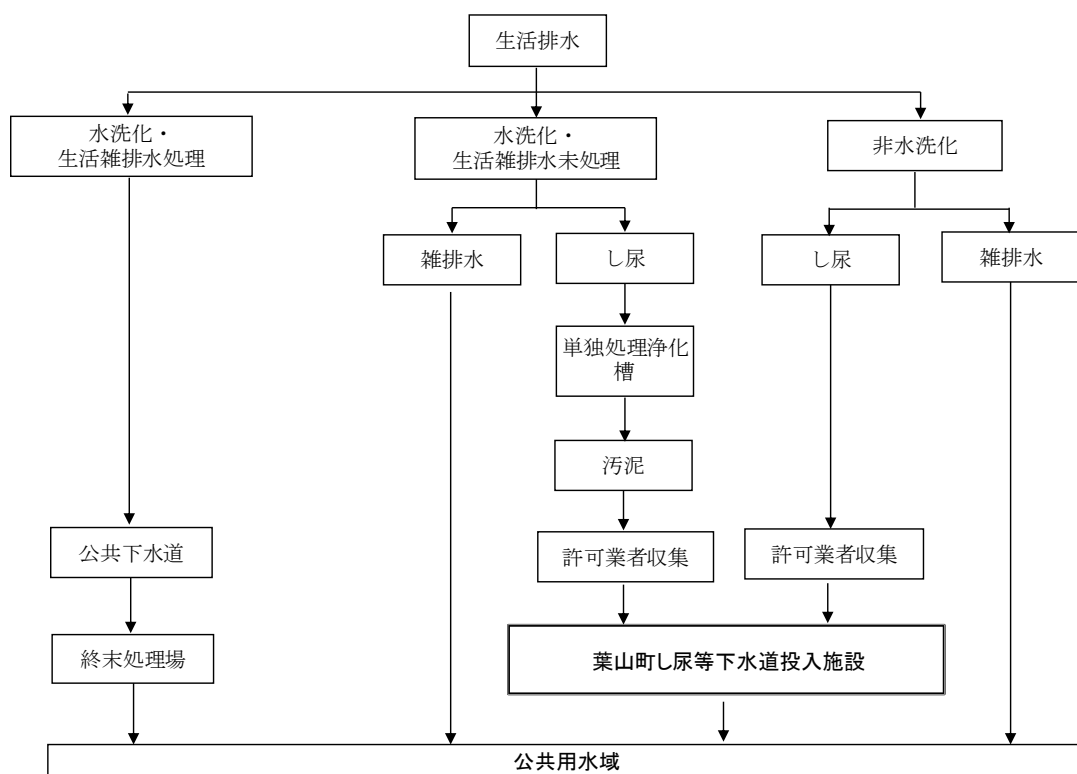 生活排水
水洗化・
生活雑排水処理
水洗化・
生活雑排水未処理
非水洗化
雑排水
し尿
し尿
雑排水
単独処理浄化
槽
汚泥
公共下水道
許可業者収集
許可業者収集
終末処理場
葉山町し尿等下水道投入施設
公共用水域